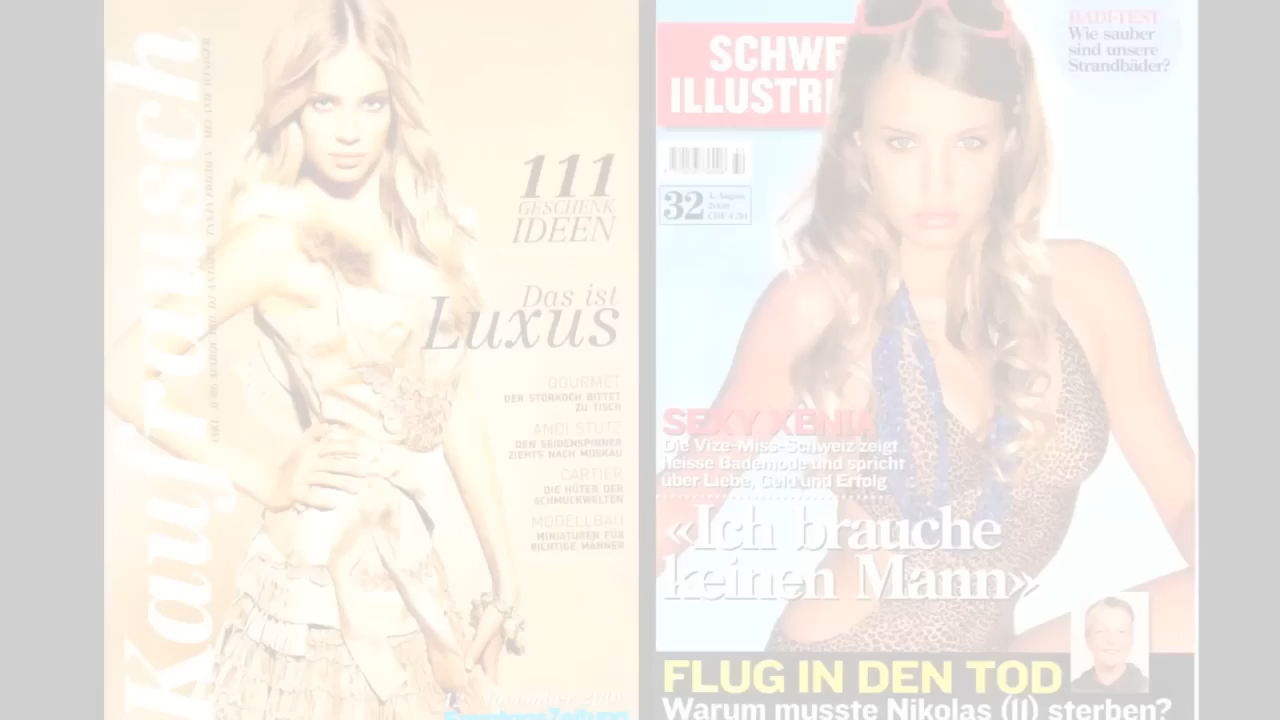 Kaufrausch
111
GESCHENK
IDEEN
Das ist
Luxus
GOURMET
DER STÖRKOCH BITTET
ZU TISCH
ANDI STUTZ
DEN SEIDENSPINNER
ZIEHTS NACH MOSKAU
CARTIER
DIE HÜTER DER
SCHMUCKWELTEN
MODELLBAU
MINIATUREN FÜR
RICHTIGE MÄNNER
SCHWE
ILLUSTRI
BADI-TEST
Wie sauber
sind unsere
Strandbäder?
32
SEXY XENIA
Die Vize-Miss-Schweiz zeigt
heisse Bademode und spricht
über Liebe, Geld und Erfolg
«Ich brauche
keinen Mann»
FLUG IN DEN TOD
Warum musste Nikolas (11) sterben?